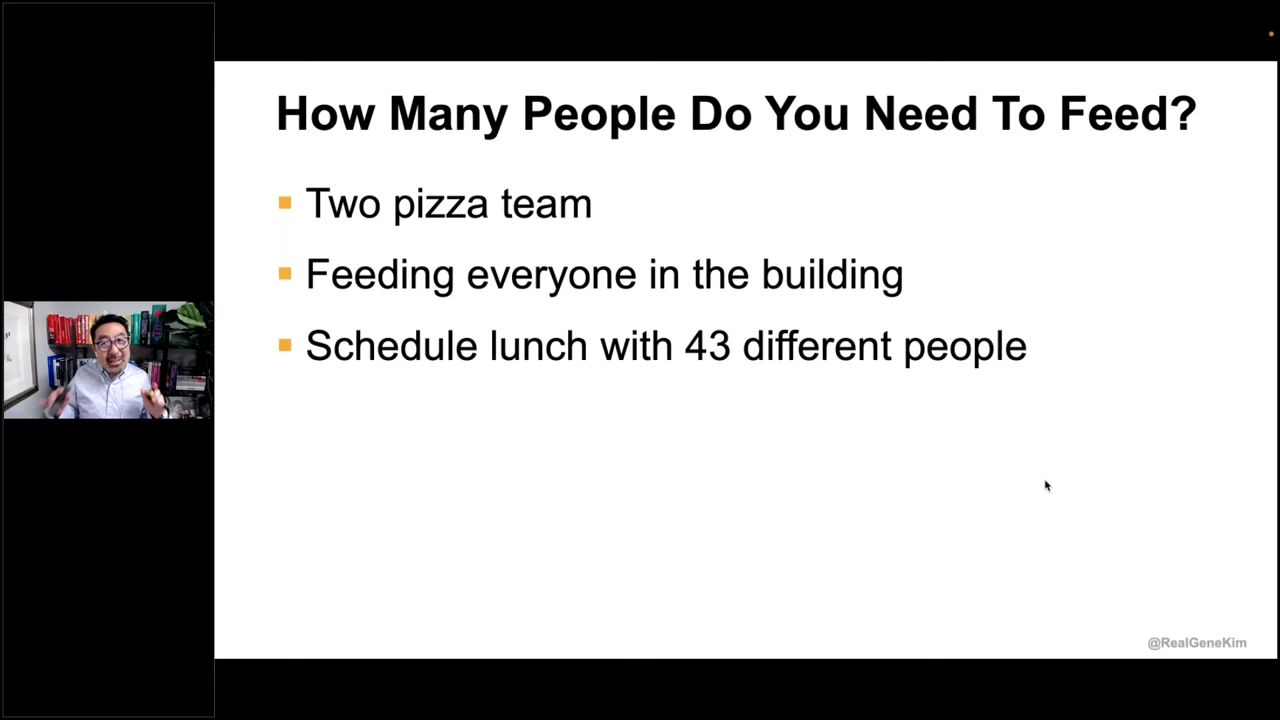 How Many People Do You Need To Feed?
Two pizza team
Feeding everyone in the building
Schedule lunch with 43 different people
@RealGeneKim